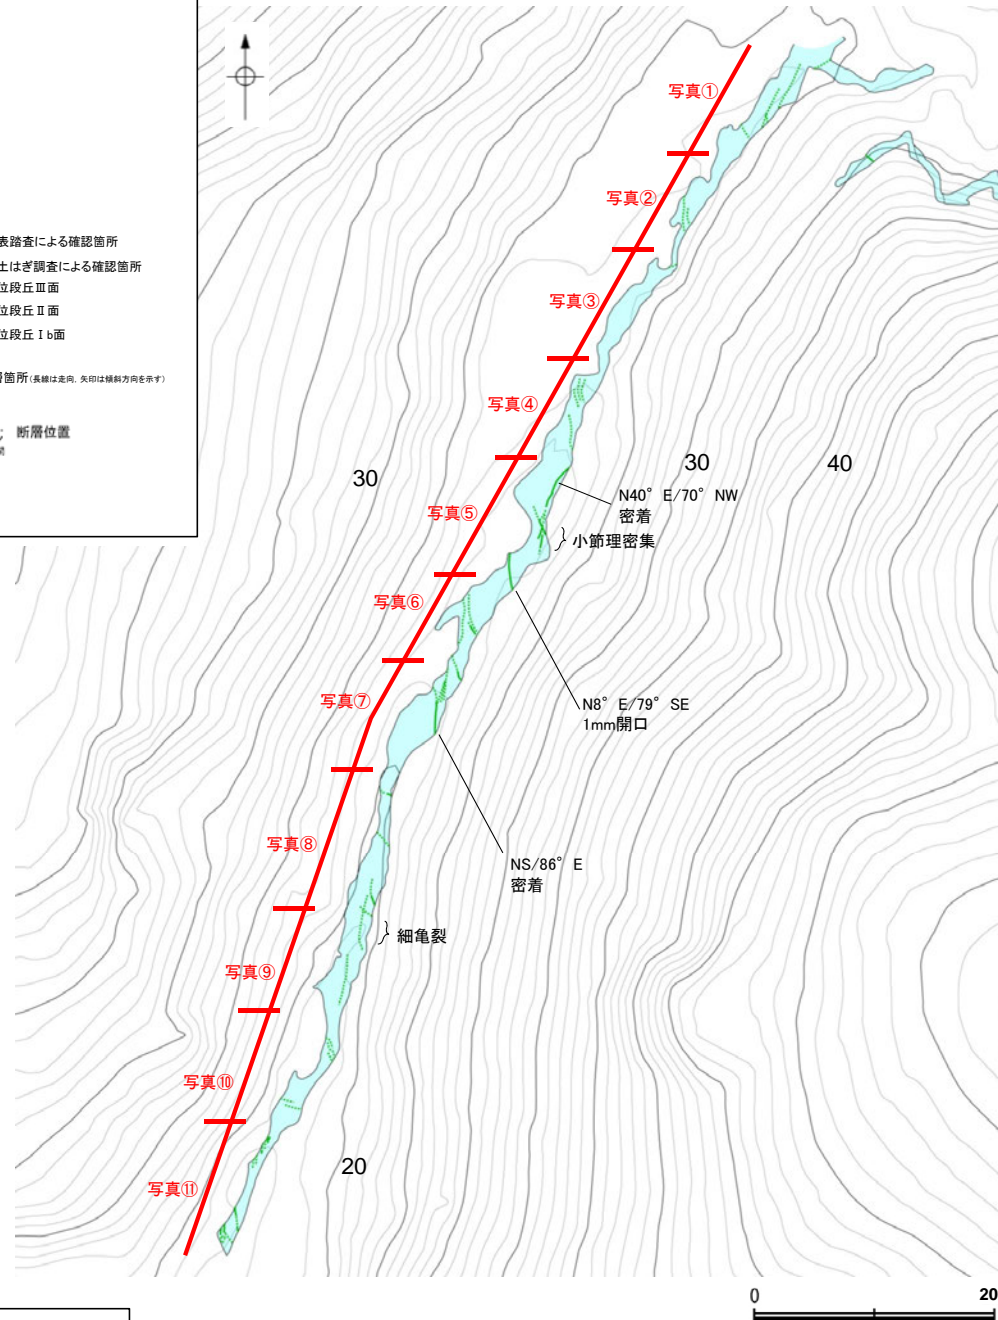 表踏査による確認箇所
土はぎ調査による確認箇所
位段丘Ⅲ面
位段丘Ⅱ面
位段丘Ⅰb面
箇所(長線は走向、矢印は傾斜方向を示す)
断層位置
写真①
写真②
写真③
写真④
写真⑤
写真⑥
写真⑦
写真⑧
写真⑨
写真⑩
写真⑪
30
30
40
N40°E/70°NW
密着
小節理密集
N8°E/79°SE
1mm開口
NS/86°E
密着
細亀裂
20
0
20